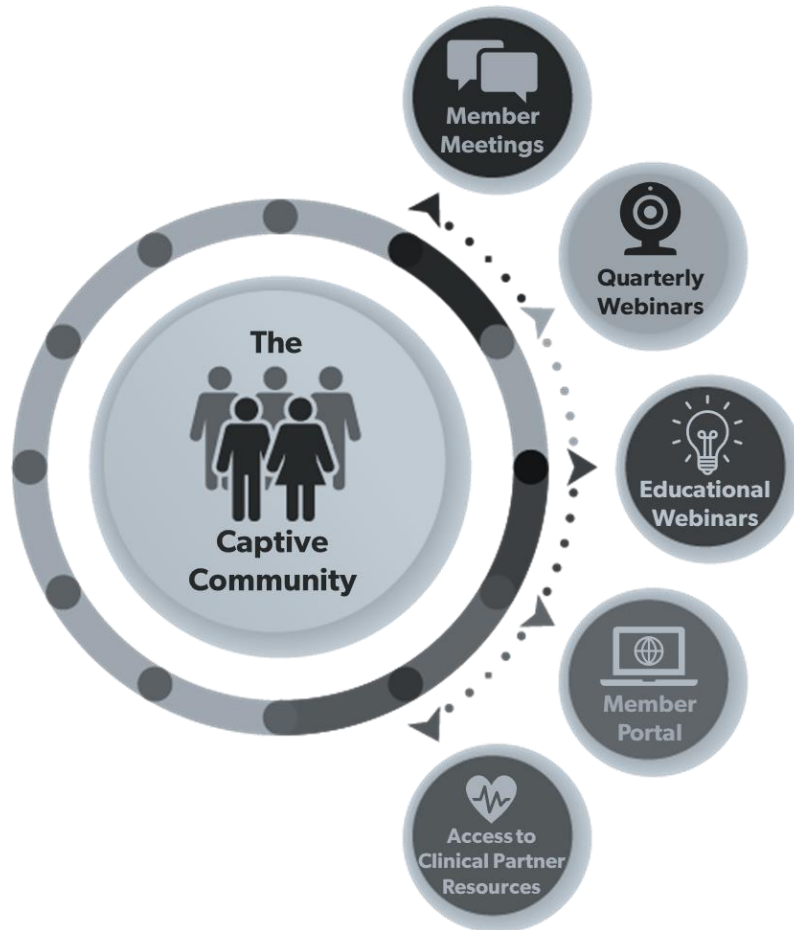 Member
Meetings
Quarterly
Webinars
The
Captive
Community
Educational
Webinars
Member
Portal
Access to
Clinical Partner
Resources